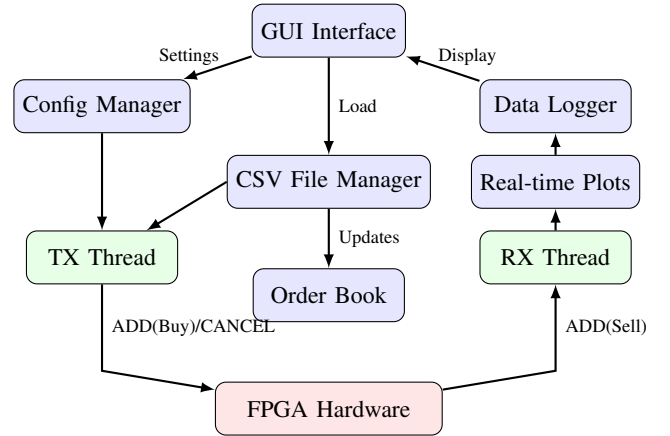 GUI Interface
Settings
Display
Config Manager
Load
Data Logger
CSV File Manager
Real-time Plots
Updates
TX Thread
RX Thread
Order Book
ADD(Buy)/CANCEL
ADD(Sell)
FPGA Hardware